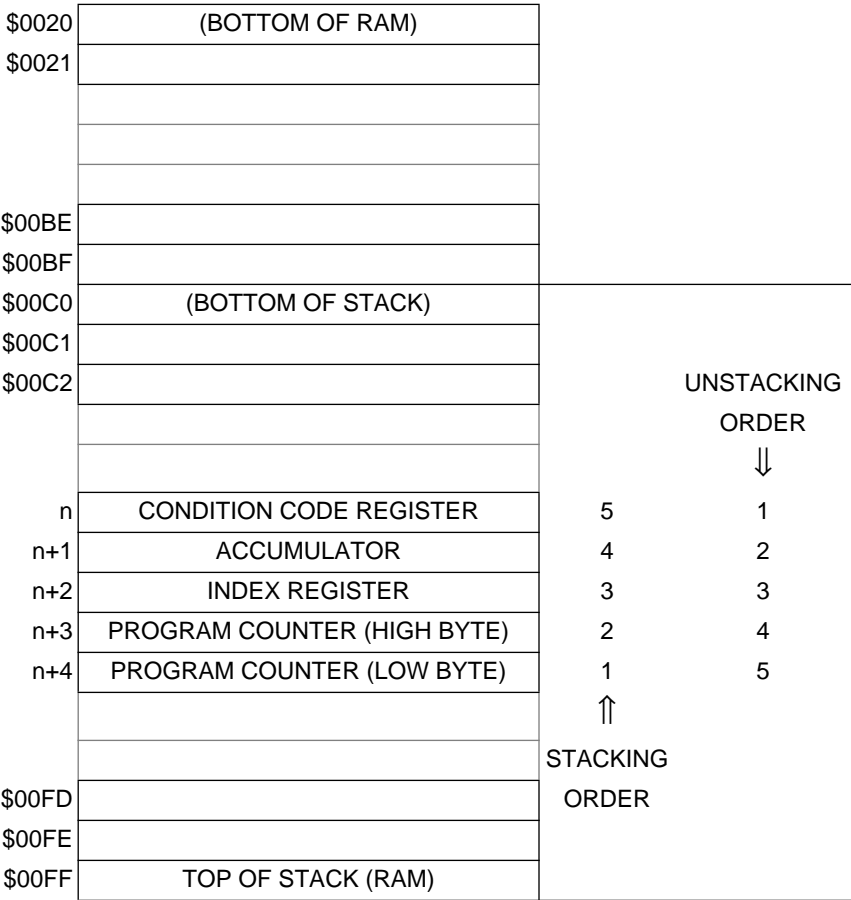 $0020 (BOTTOM OF RAM)
$0021
$00BE
$00BF
$00C0 (BOTTOM OF STACK)
$00C1
$00C2 UNSTACKING
ORDER
⇓
n CONDITION CODE REGISTER 5 1
n+1 ACCUMULATOR 4 2
n+2 INDEX REGISTER 3 3
n+3 PROGRAM COUNTER (HIGH BYTE) 2 4
n+4 PROGRAM COUNTER (LOW BYTE) 1 5
⇑
STACKING
$00FD ORDER
$00FE
$00FF TOP OF STACK (RAM)